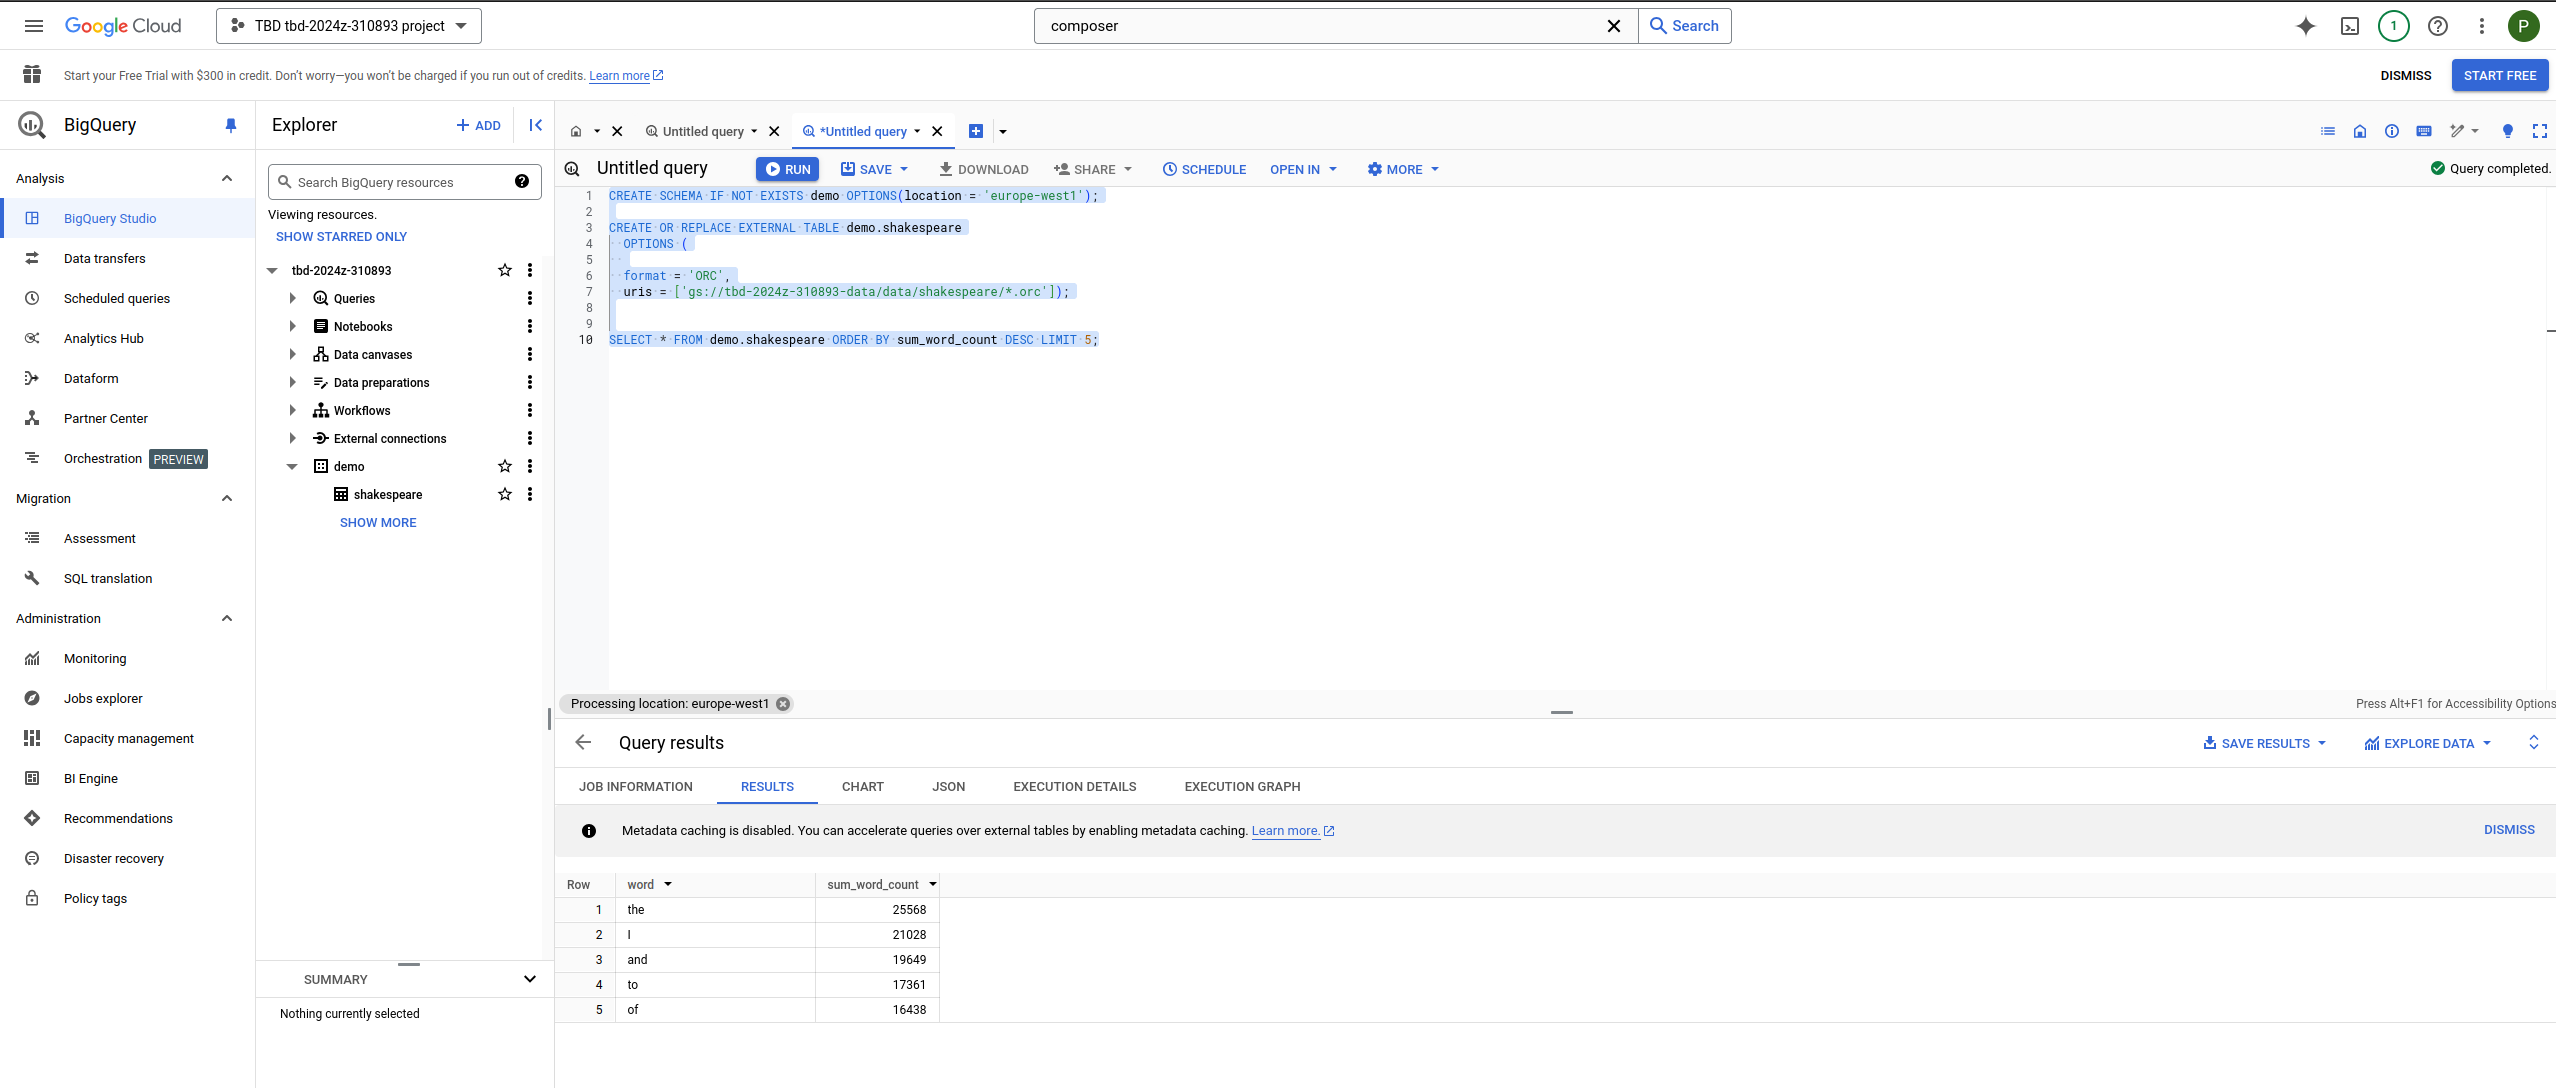 Google Cloud
TBD tbd-2024z-310893 project
composer
Search
1
P
Start your Free Trial with $300 in credit. Don't worry—you won't be charged if you run out of credits. Learn more
DISMISS
START FREE
BigQuery
Analysis
BigQuery Studio
Data transfers
Scheduled queries
Analytics Hub
Dataform
Partner Center
Orchestration PREVIEW
Migration
Assessment
SQL translation
Administration
Monitoring
Jobs explorer
Capacity management
BI Engine
Recommendations
Disaster recovery
Policy tags
Explorer
+ ADD
Search BigQuery resources
Viewing resources.
SHOW STARRED ONLY
tbd-2024z-310893
Queries
Notebooks
Data canvases
Data preparations
Workflows
External connections
demo
shakespeare
SHOW MORE
SUMMARY
Nothing currently selected
Untitled query
*Untitled query
Untitled query
RUN
SAVE
DOWNLOAD
SHARE
SCHEDULE
OPEN IN
MORE
Query completed.
1 CREATE SCHEMA IF NOT EXISTS demo OPTIONS(location = 'europe-west1');
2
3 CREATE OR REPLACE EXTERNAL TABLE demo.shakespeare
4 OPTIONS (
5
6 format = 'ORC',
7 uris = ['gs://tbd-2024z-310893-data/data/shakespeare/*.orc']);
8
9
10 SELECT * FROM demo.shakespeare ORDER BY sum_word_count DESC LIMIT 5;
Processing location: europe-west1
Press Alt+F1 for Accessibility Options
Query results
SAVE RESULTS
EXPLORE DATA
JOB INFORMATION
RESULTS
CHART
JSON
EXECUTION DETAILS
EXECUTION GRAPH
Metadata caching is disabled. You can accelerate queries over external tables by enabling metadata caching. Learn more.
DISMISS
Row word sum_word_count
1 the 25568
2 I 21028
3 and 19649
4 to 17361
5 of 16438